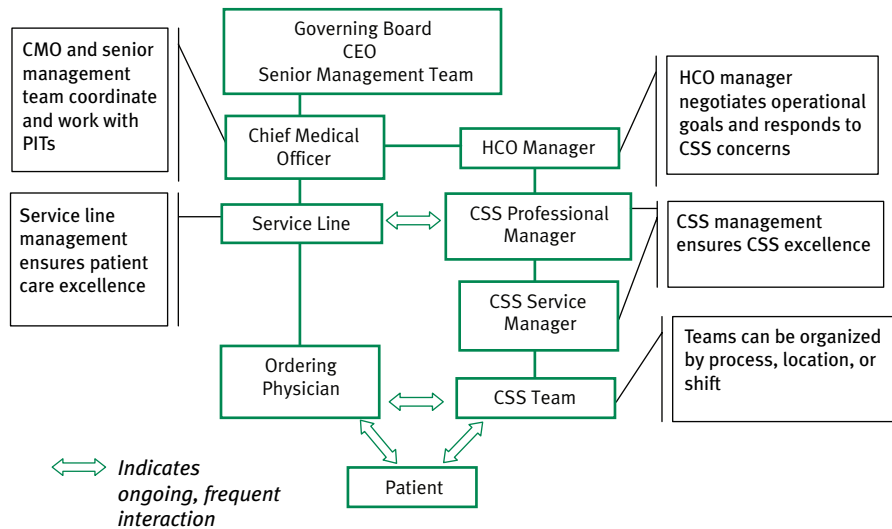 Governing Board
CEO
Senior Management Team
CMO and senior
management
team coordinate
and work with
PITs
Chief Medical
Officer
HCO Manager
HCO manager
negotiates operational
goals and responds to
CSS concerns
Service line
management
ensures patient
care excellence
Service Line
CSS Professional
Manager
CSS management
ensures CSS excellence
CSS Service
Manager
Ordering
Physician
CSS Team
Teams can be organized
by process, location, or
shift
Patient
Indicates
ongoing, frequent
interaction